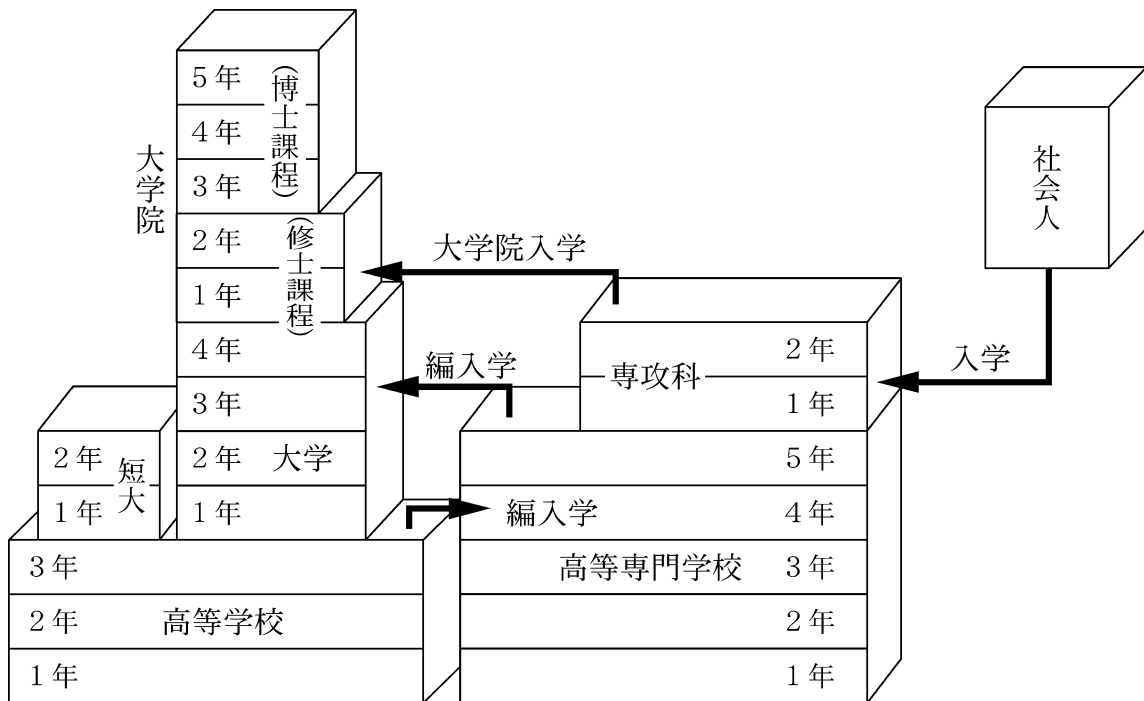 大学院
5年
4年
3年
(博士課程)
2年
1年
(修士課程)
4年
3年
2年 大学
1年
2年
1年
短大
3年
2年 高等学校
1年
大学院入学
編入学
編入学
専攻科
2年
1年
5年
4年
高等専門学校 3年
2年
1年
社会人
入学